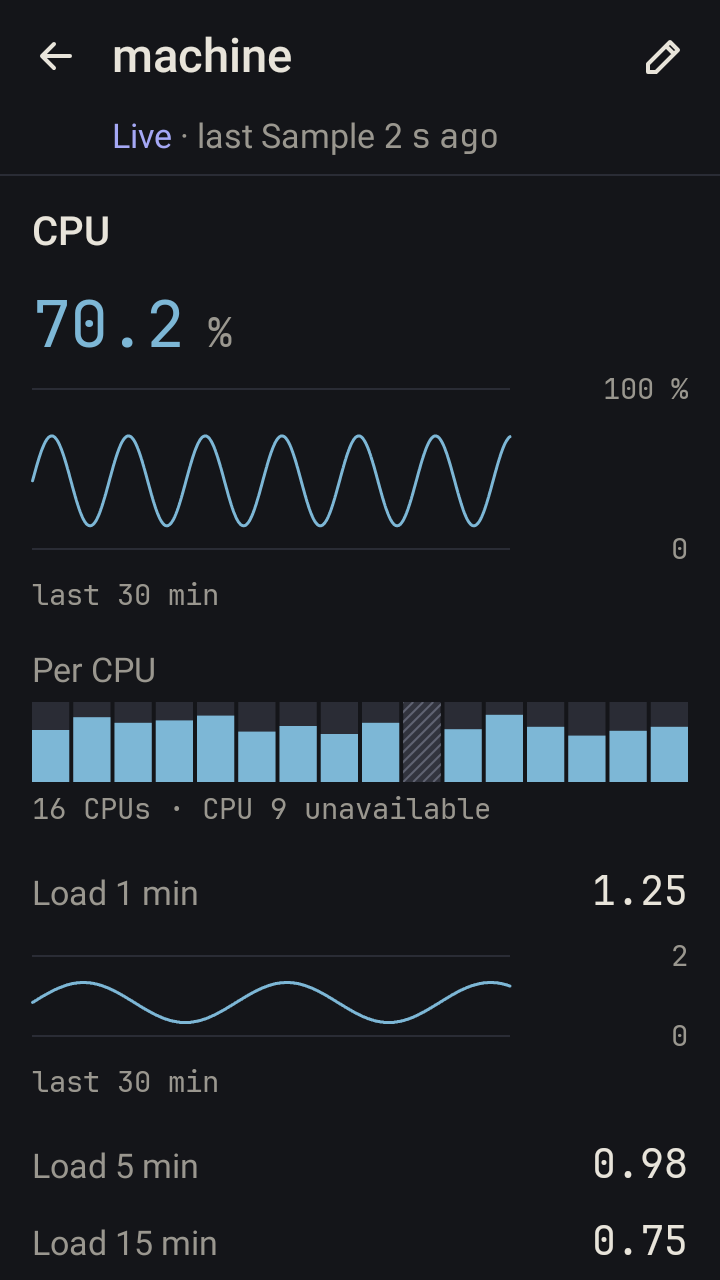 machine
Live · last Sample 2 s ago
CPU
70.2 %
100 %
0
last 30 min
Per CPU
16 CPUs · CPU 9 unavailable
Load 1 min 1.25
2
0
last 30 min
Load 5 min 0.98
Load 15 min 0.75